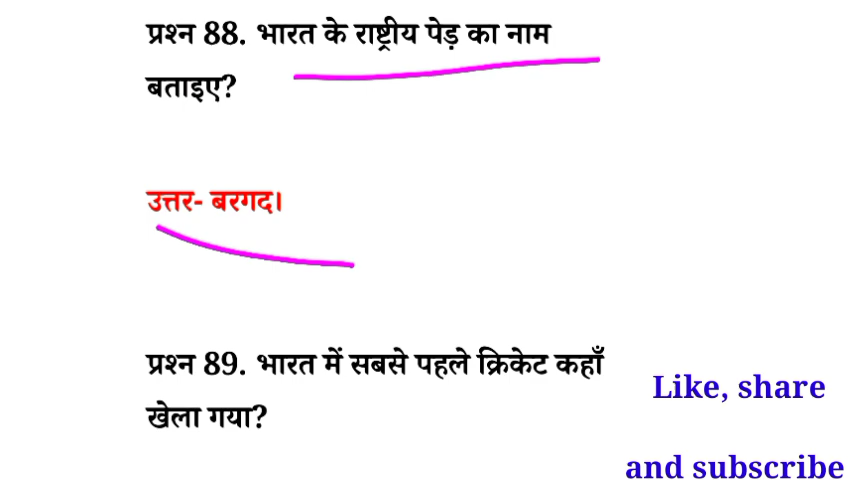 प्रश्न 88. भारत के राष्ट्रीय पेड़ का नाम
बताइए?
उत्तर- बरगद।
प्रश्न 89. भारत में सबसे पहले क्रिकेट कहाँ
खेला गया?
Like, share
and subscribe